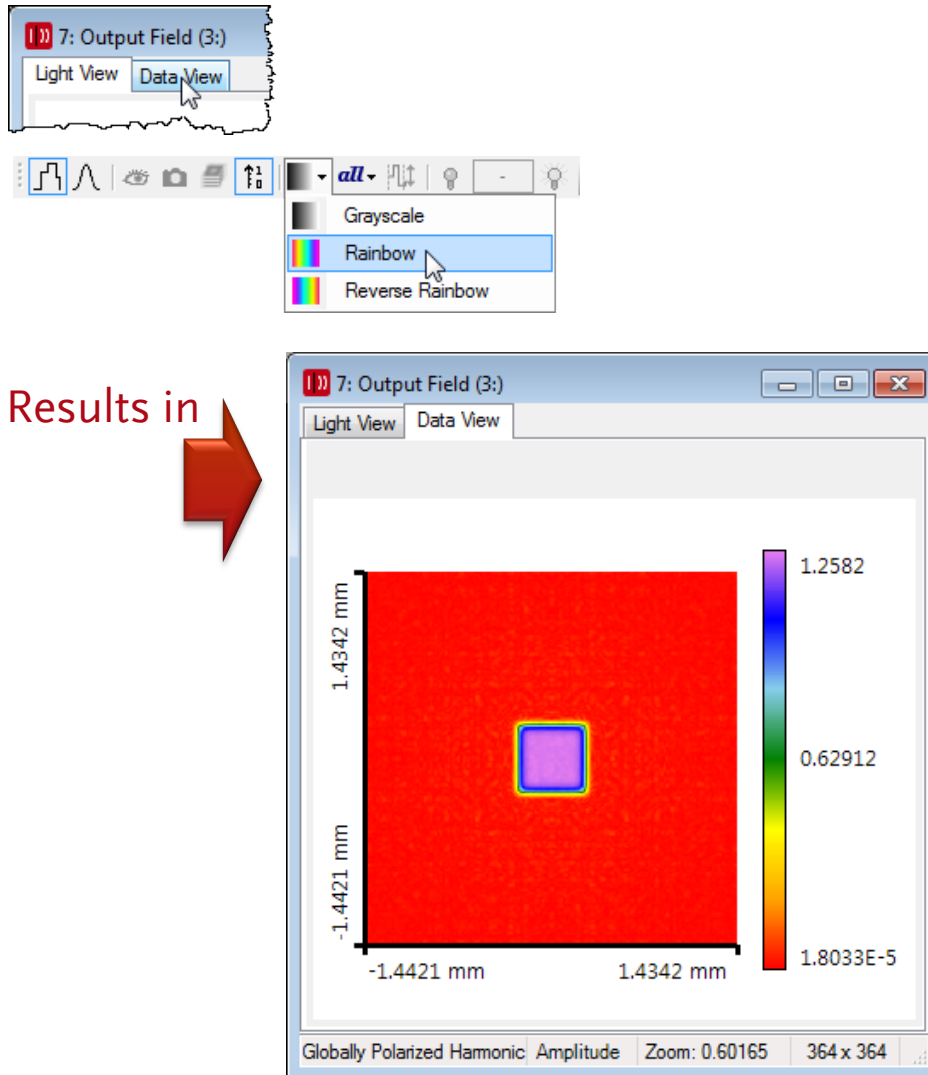 7: Output Field (3:)
Light View Data View
all
-
Grayscale
Rainbow
Reverse Rainbow
Results in
7: Output Field (3:)
Light View Data View
1.2582
1.4342 mm
0.62912
-1.4421 mm
1.8033E-5
-1.4421 mm 1.4342 mm
Globally Polarized Harmonic Amplitude Zoom: 0.60165 364 x 364